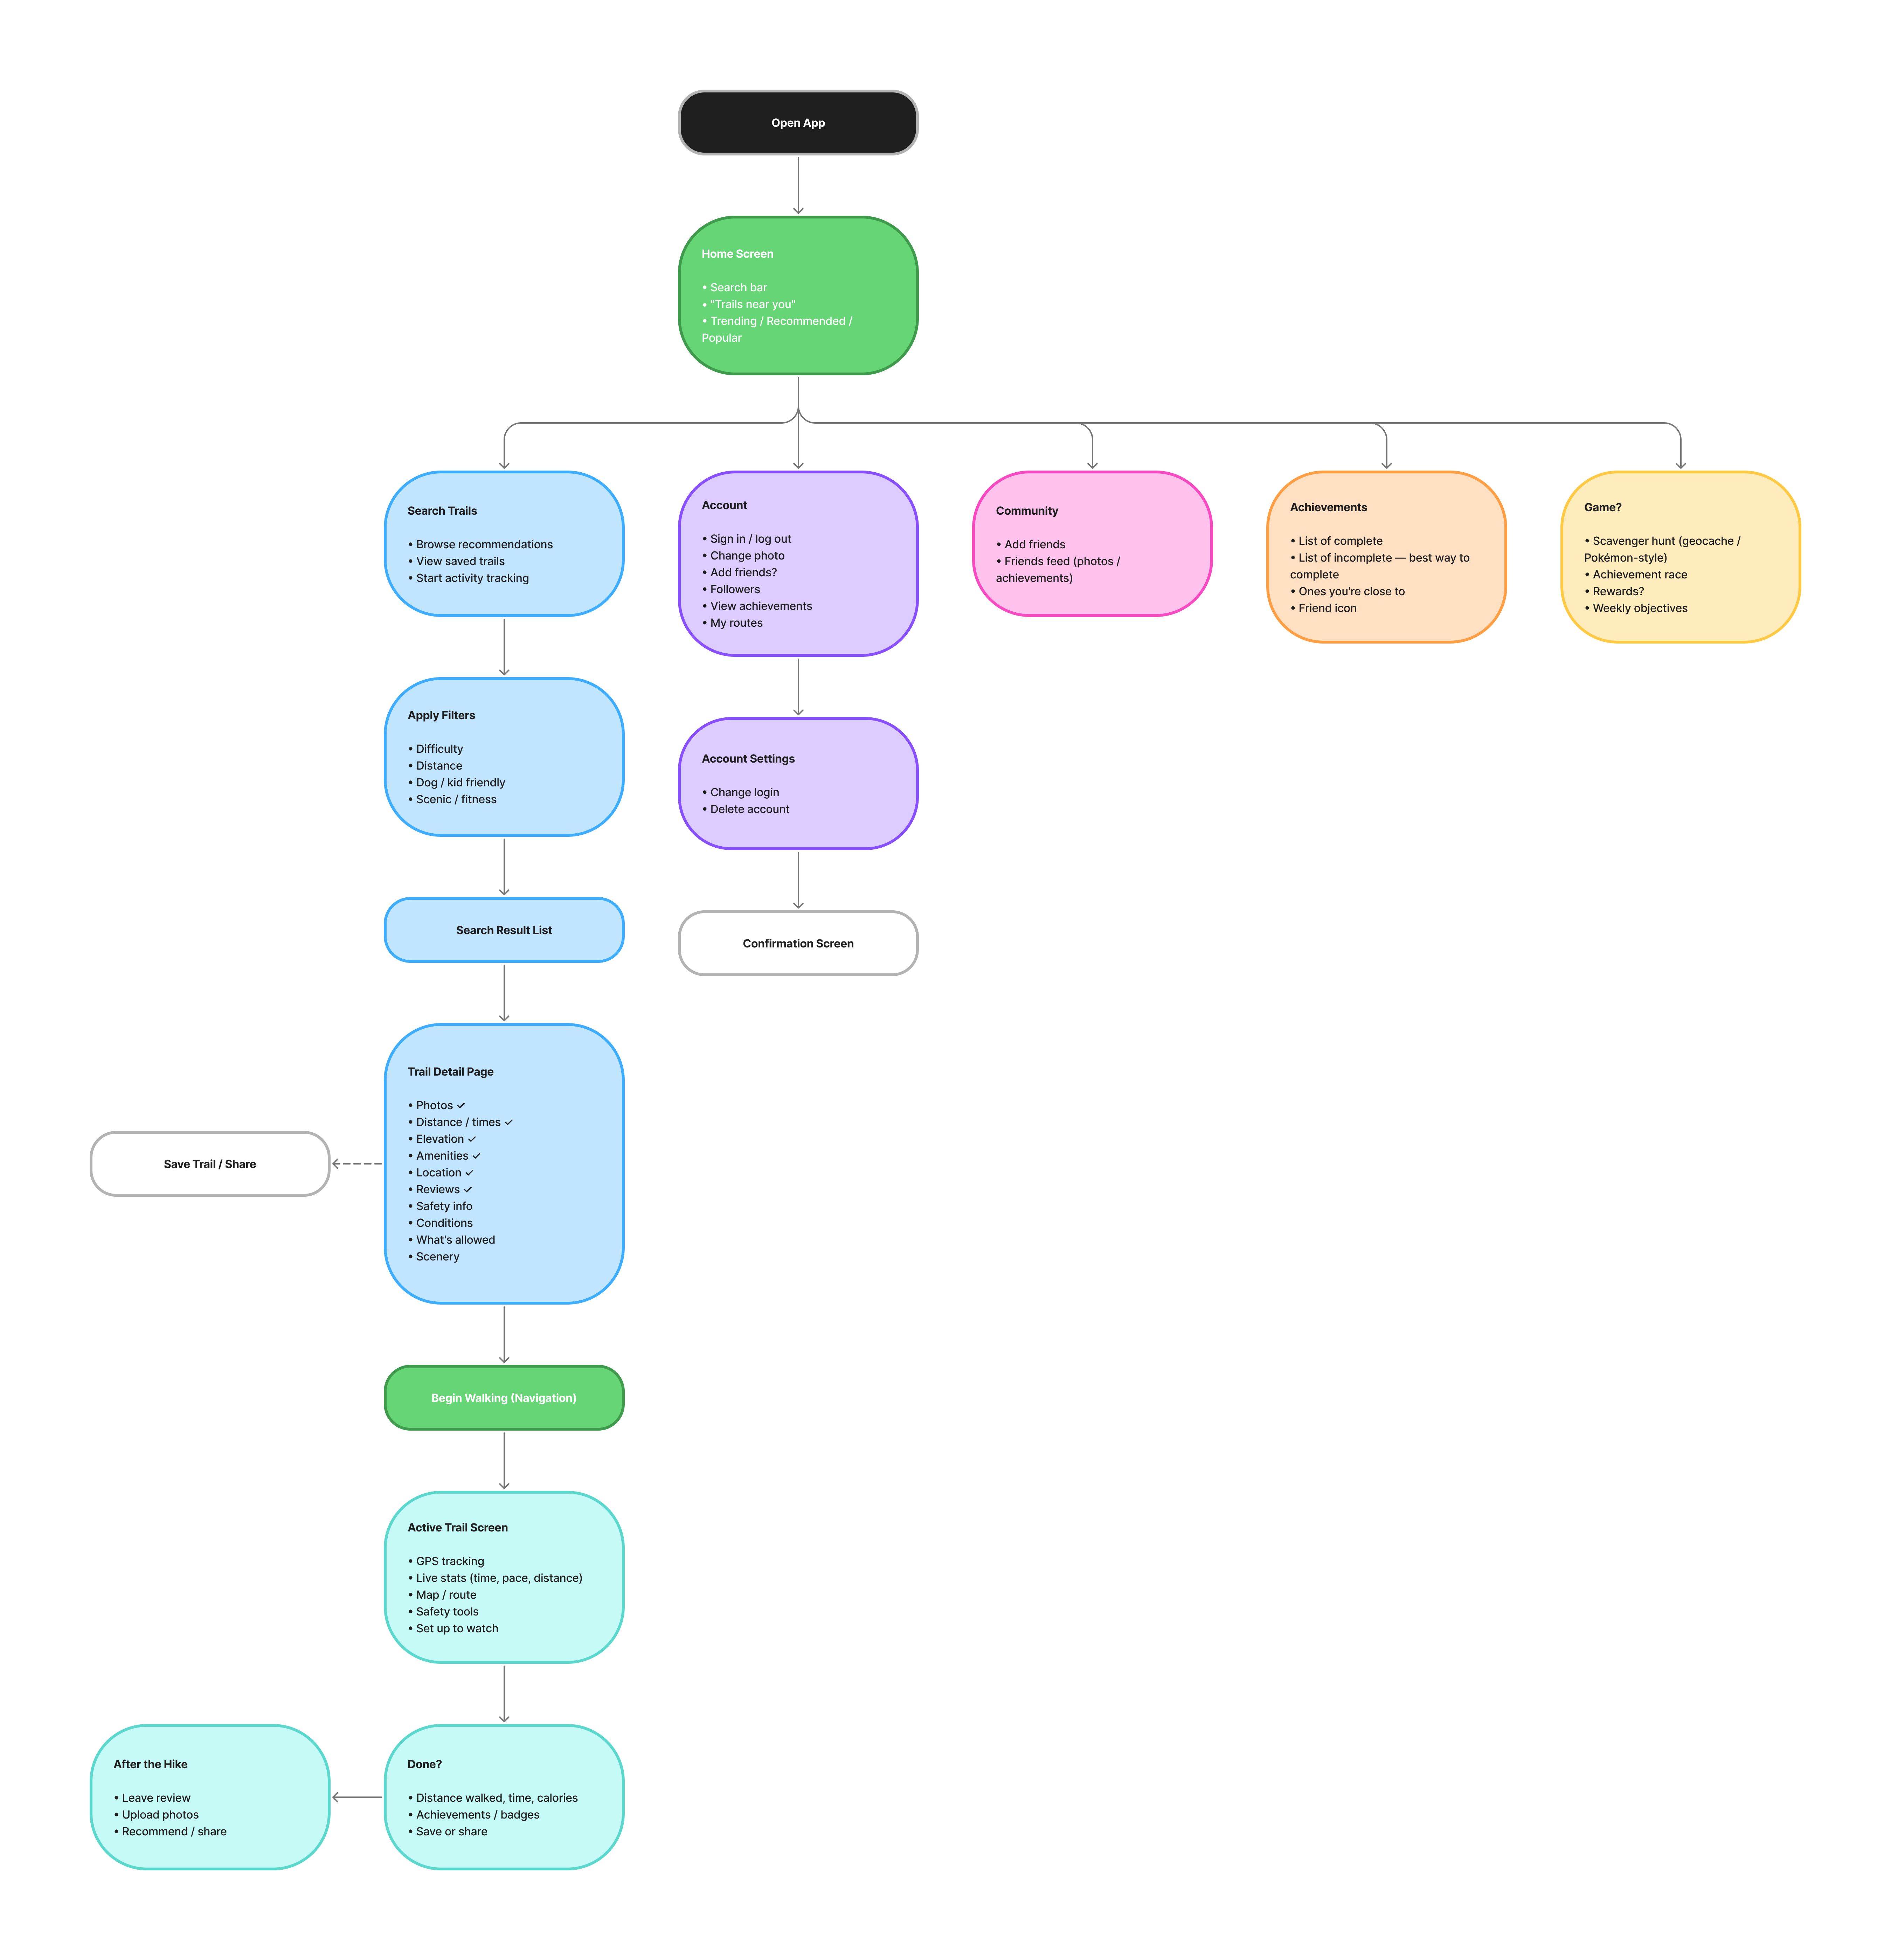 Open App
Home Screen
• Search bar
• "Trails near you"
• Trending / Recommended /
Popular
Search Trails
• Browse recommendations
• View saved trails
• Start activity tracking
Account
• Sign in / log out
• Change photo
• Add friends?
• Followers
• View achievements
• My routes
Community
• Add friends
• Friends feed (photos /
achievements)
Achievements
• List of complete
• List of incomplete — best way to
complete
• Ones you're close to
• Friend icon
Game?
• Scavenger hunt (geocache /
Pokémon-style)
• Achievement race
• Rewards?
• Weekly objectives
Apply Filters
• Difficulty
• Distance
• Dog / kid friendly
• Scenic / fitness
Account Settings
• Change login
• Delete account
Search Result List
Confirmation Screen
Trail Detail Page
• Photos ✓
• Distance / times ✓
• Elevation ✓
• Amenities ✓
• Location ✓
• Reviews ✓
• Safety info
• Conditions
• What's allowed
• Scenery
Save Trail / Share
Begin Walking (Navigation)
Active Trail Screen
• GPS tracking
• Live stats (time, pace, distance)
• Map / route
• Safety tools
• Set up to watch
After the Hike
• Leave review
• Upload photos
• Recommend / share
Done?
• Distance walked, time, calories
• Achievements / badges
• Save or share